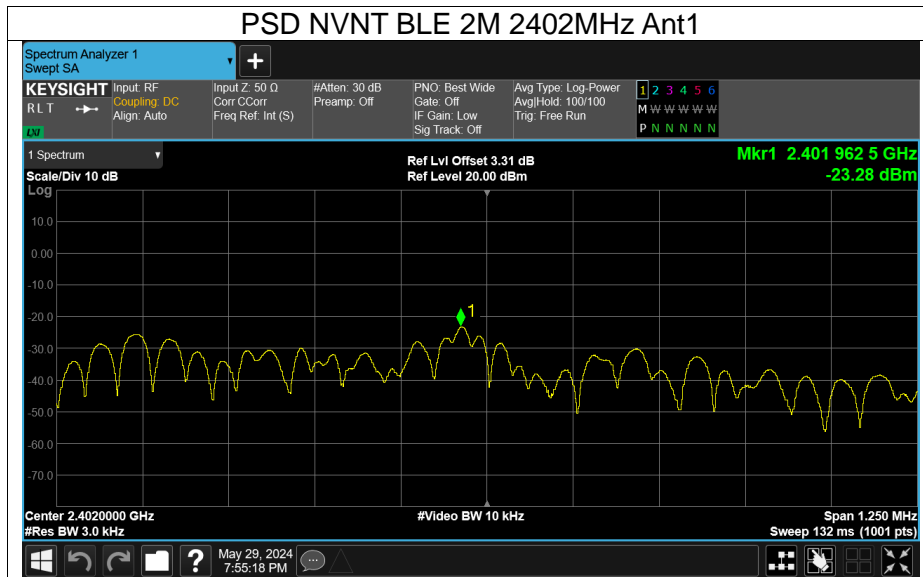 PSD NVNT BLE 2M 2402MHz Ant1
Spectrum Analyzer 1
Swept SA
+
KEYSIGHT
RLT
LXI
Input: RF
Coupling: DC
Align: Auto
Input Z: 50 Ω
Corr CCorr
Freq Ref: Int (S)
#Atten: 30 dB
Preamp: Off
PNO: Best Wide
Gate: Off
IF Gain: Low
Sig Track: Off
Avg Type: Log-Power
Avg|Hold: 100/100
Trig: Free Run
1 2 3 4 5 6
M W W W W W
P N N N N N
1 Spectrum
Scale/Div 10 dB
Ref Lvl Offset 3.31 dB
Ref Level 20.00 dBm
Mkr1 2.401 962 5 GHz
-23.28 dBm
Log
10.0
0.00
-10.0
-20.0
-30.0
-40.0
-50.0
-60.0
-70.0
1
Center 2.4020000 GHz
#Res BW 3.0 kHz
#Video BW 10 kHz
Span 1.250 MHz
Sweep 132 ms (1001 pts)
?
May 29, 2024
7:55:18 PM